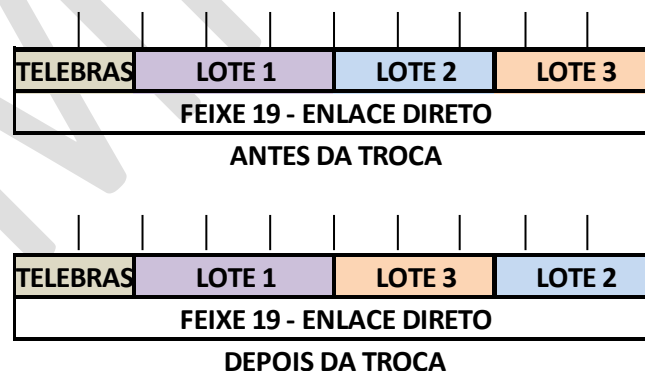 TELEBRAS LOTE 1 LOTE 2 LOTE 3
FEIXE 19 - ENLACE DIRETO
ANTES DA TROCA
TELEBRAS LOTE 1 LOTE 3 LOTE 2
FEIXE 19 - ENLACE DIRETO
DEPOIS DA TROCA